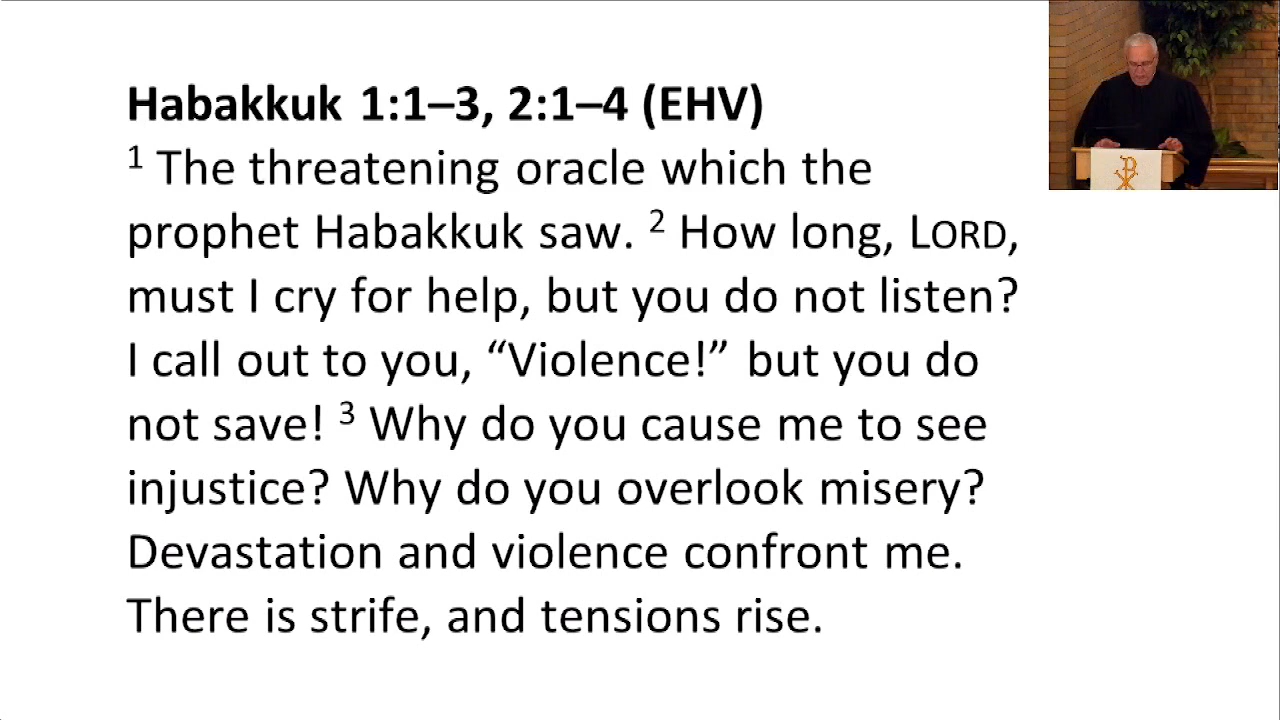 Habakkuk 1:1–3, 2:1–4 (EHV)
¹ The threatening oracle which the
prophet Habakkuk saw. ² How long, LORD,
must I cry for help, but you do not listen?
I call out to you, “Violence!” but you do
not save! ³ Why do you cause me to see
injustice? Why do you overlook misery?
Devastation and violence confront me.
There is strife, and tensions rise.